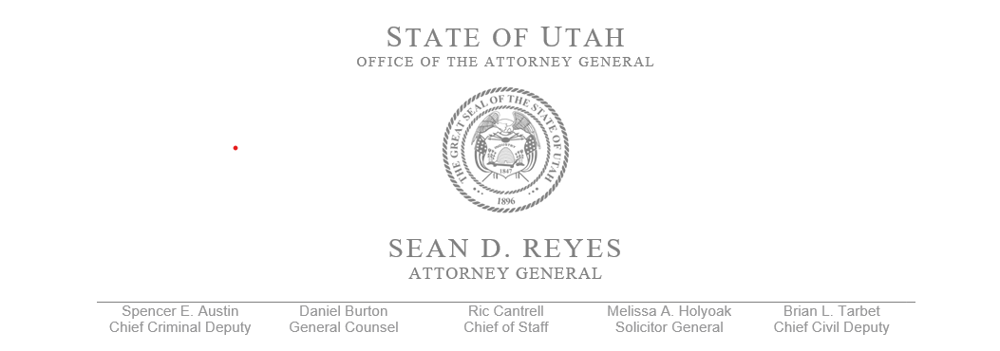 STATE OF UTAH
OFFICE OF THE ATTORNEY GENERAL
THE GREAT SEAL OF THE STATE OF UTAH
INDUSTRY
1847
1896
SEAN D. REYES
ATTORNEY GENERAL
Spencer E. Austin Daniel Burton Ric Cantrell Melissa A. Holyoak Brian L. Tarbet
Chief Criminal Deputy General Counsel Chief of Staff Solicitor General Chief Civil Deputy